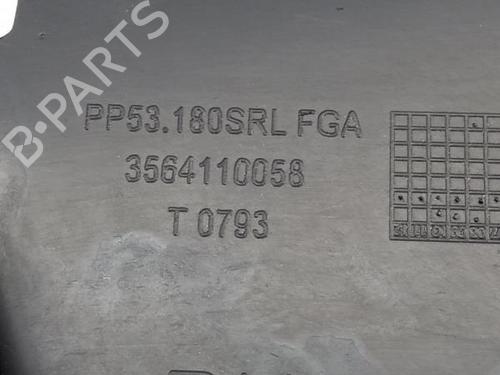 B-PARTS
PP53.180SRL FGA
3564110058
T 0793